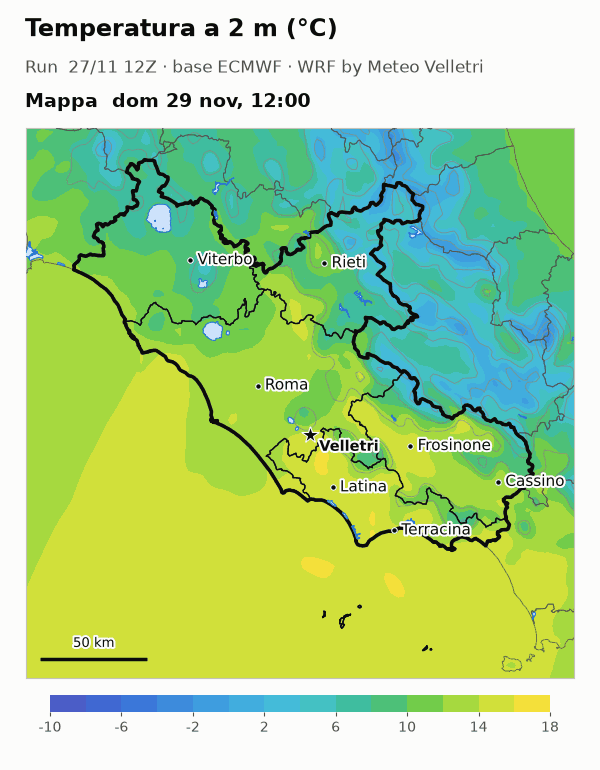 Temperatura a 2 m (°C)
Run  27/11 12Z · base ECMWF · WRF by Meteo Velletri
Mappa  dom 29 nov, 12:00
Viterbo
Rieti
Roma
Velletri
Frosinone
Latina
Cassino
Terracina
50 km
-10 -6 -2 2 6 10 14 18